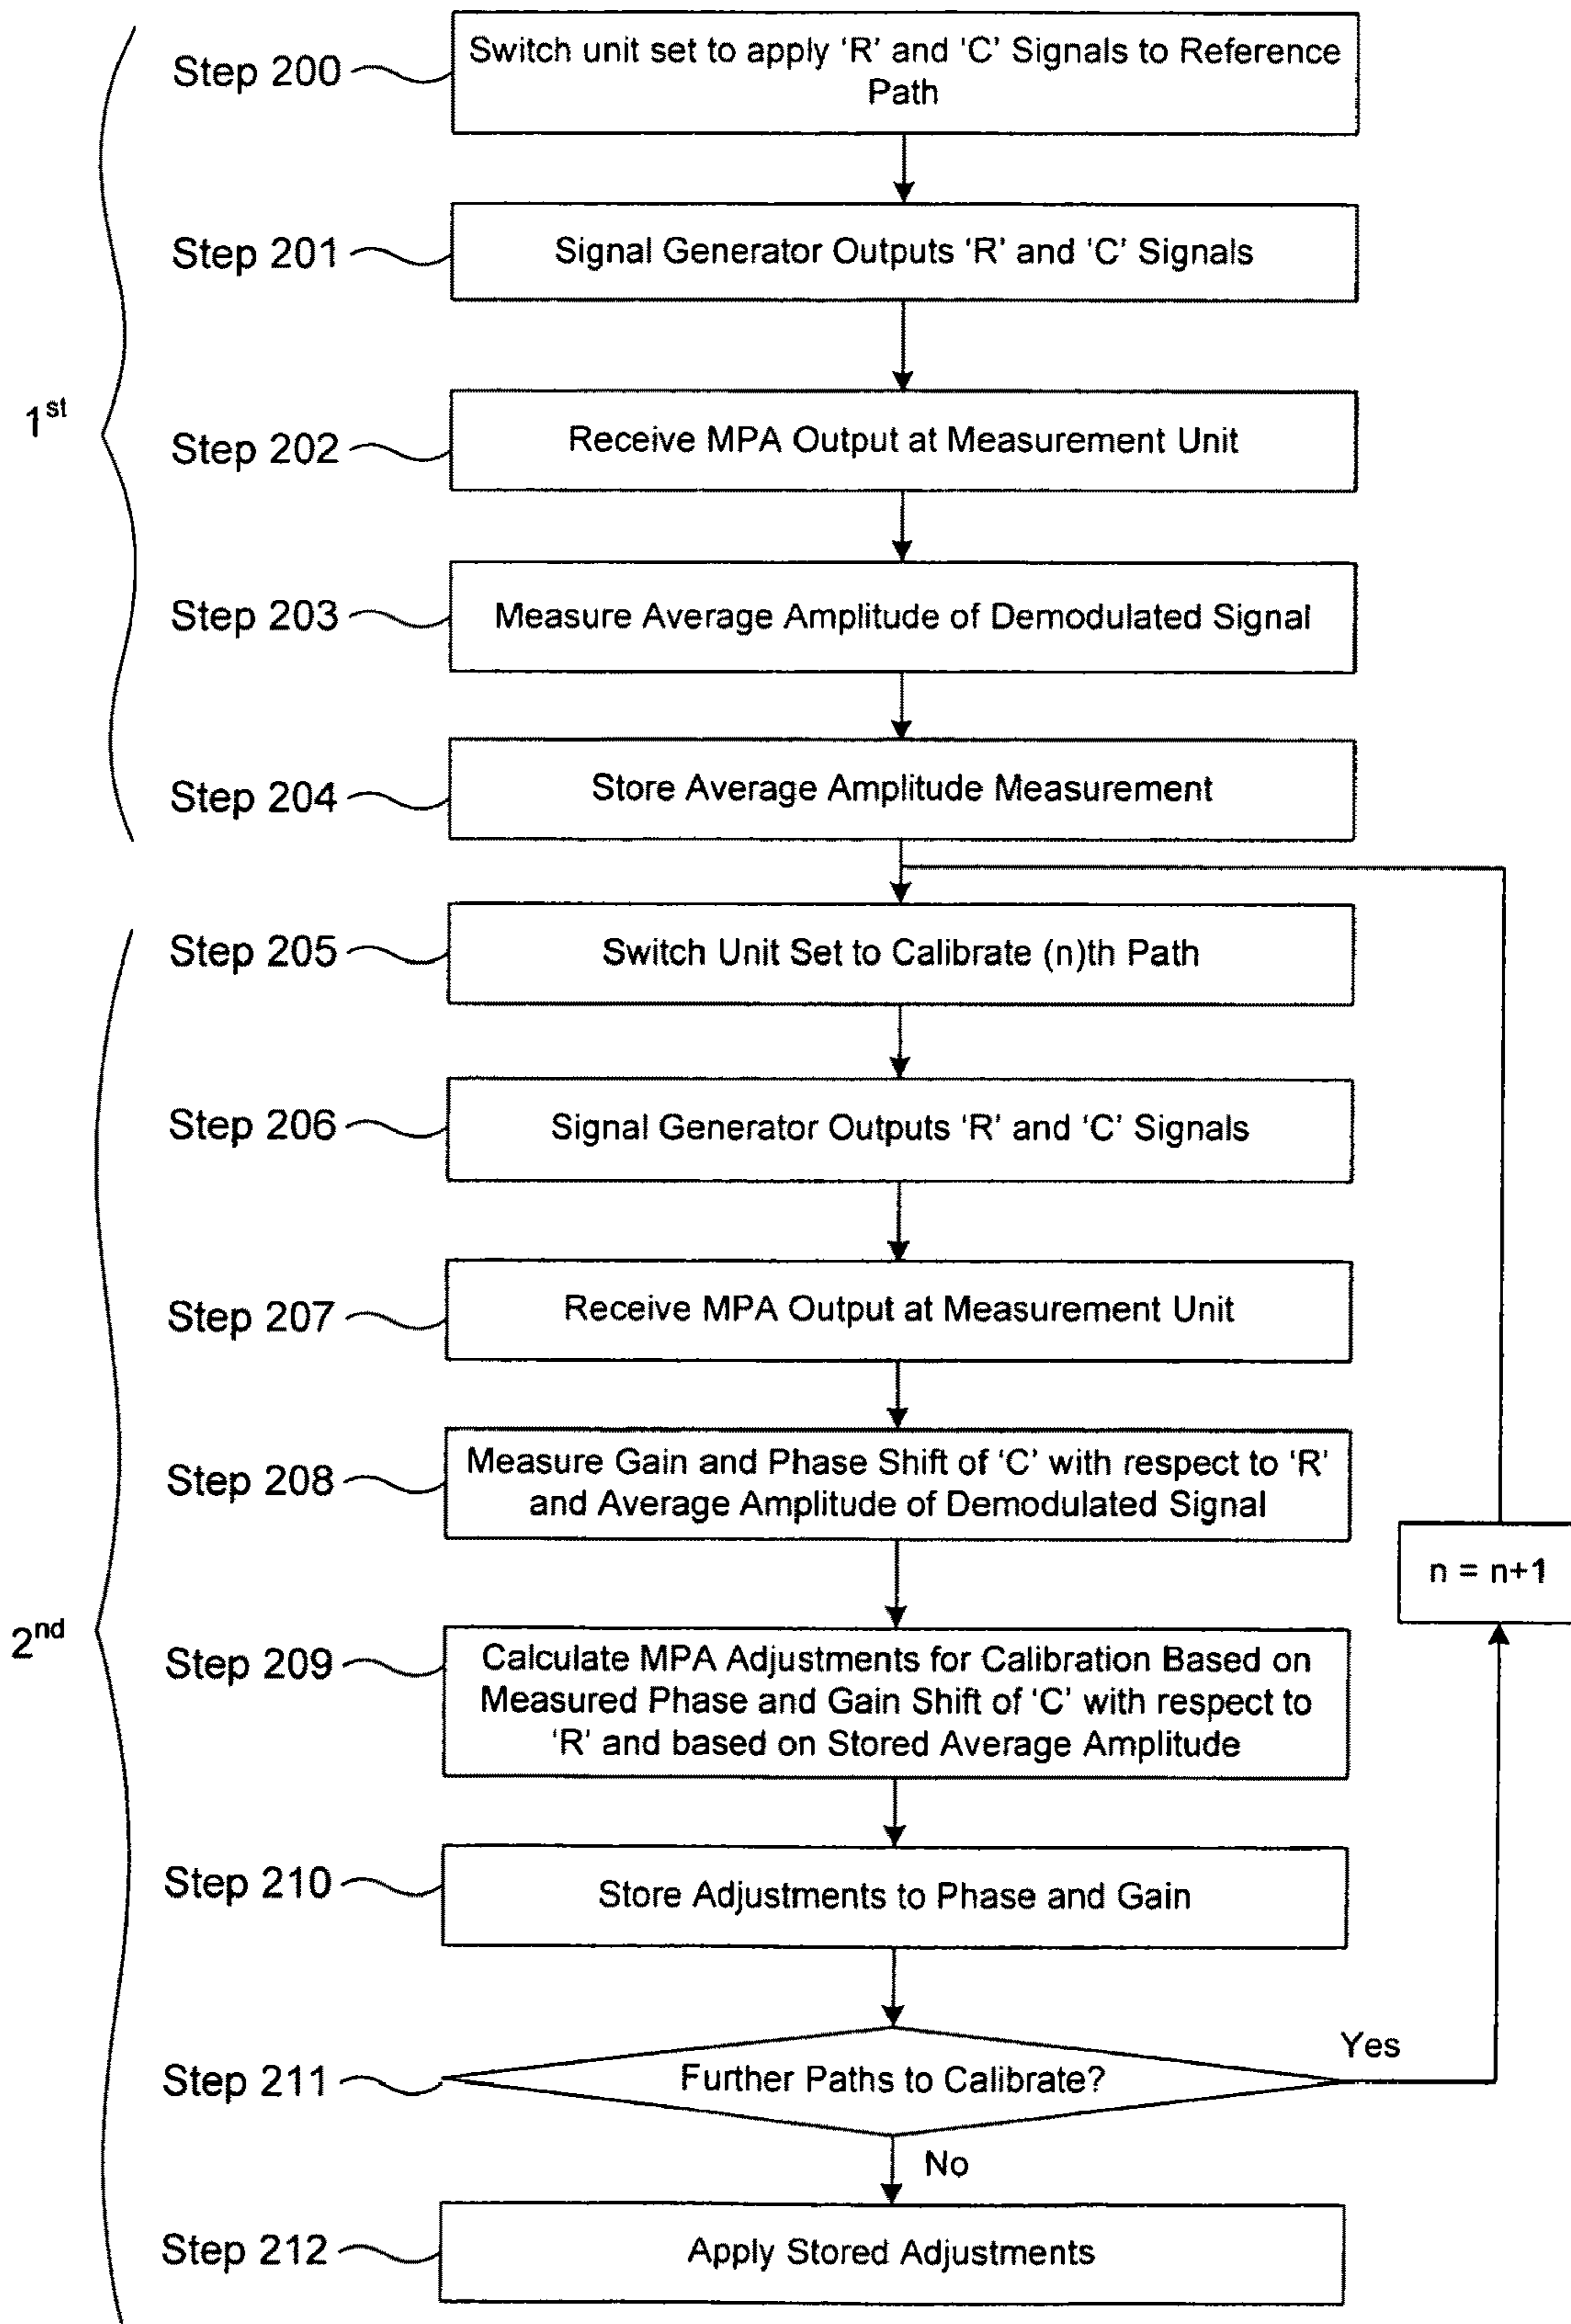 Step 200
Switch unit set to apply ‘R’ and ‘C’ Signals to Reference
Path
Step 201
Signal Generator Outputs ‘R’ and ‘C’ Signals
1st
Step 202
Receive MPA Output at Measurement Unit
Step 203
Measure Average Amplitude of Demodulated Signal
Step 204
Store Average Amplitude Measurement
Step 205
Switch Unit Set to Calibrate (n)th Path
Step 206
Signal Generator Outputs ‘R’ and ‘C’ Signals
Step 207
Receive MPA Output at Measurement Unit
Step 208
Measure Gain and Phase Shift of ‘C’ with respect to ‘R’
and Average Amplitude of Demodulated Signal
n = n+1
2nd
Step 209
Calculate MPA Adjustments for Calibration Based on
Measured Phase and Gain Shift of ‘C’ with respect to
‘R’ and based on Stored Average Amplitude
Step 210
Store Adjustments to Phase and Gain
Step 211
Further Paths to Calibrate?
Yes
No
Step 212
Apply Stored Adjustments